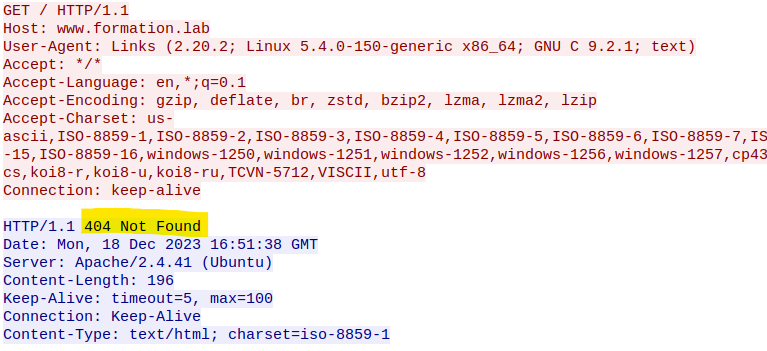 GET / HTTP/1.1
Host: www.formation.lab
User-Agent: Links (2.20.2; Linux 5.4.0-150-generic x86_64; GNU C 9.2.1; text)
Accept: */*
Accept-Language: en,*;q=0.1
Accept-Encoding: gzip, deflate, br, zstd, bzip2, lzma, lzma2, lzip
Accept-Charset: us-
ascii,ISO-8859-1,ISO-8859-2,ISO-8859-3,ISO-8859-4,ISO-8859-5,ISO-8859-6,ISO-8859-7,IS
-15,ISO-8859-16,windows-1250,windows-1251,windows-1252,windows-1256,windows-1257,cp43
cs,koi8-r,koi8-u,koi8-ru,TCVN-5712,VISCII,utf-8
Connection: keep-alive

HTTP/1.1 404 Not Found
Date: Mon, 18 Dec 2023 16:51:38 GMT
Server: Apache/2.4.41 (Ubuntu)
Content-Length: 196
Keep-Alive: timeout=5, max=100
Connection: Keep-Alive
Content-Type: text/html; charset=iso-8859-1